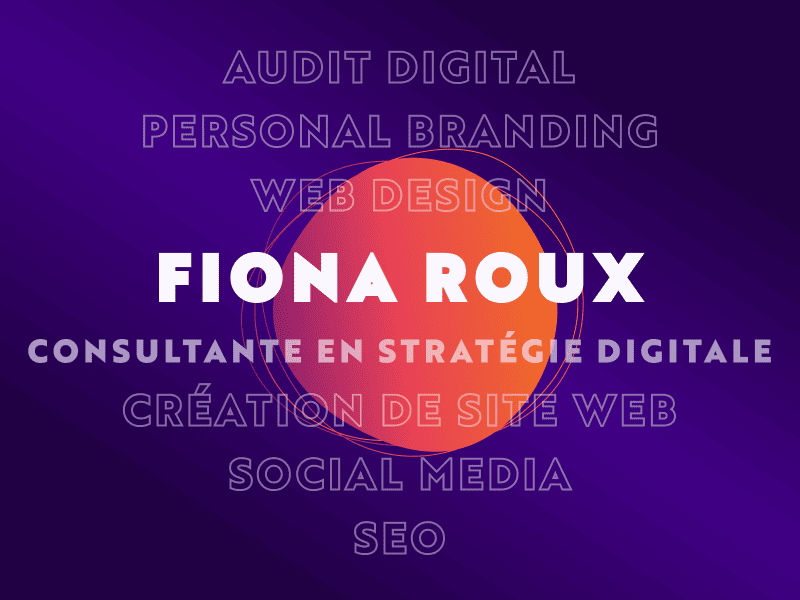 AUDIT DIGITAL
PERSONAL BRANDING
WEB DESIGN
FIONA ROUX
CONSULTANTE EN STRATÉGIE DIGITALE
CRÉATION DE SITE WEB
SOCIAL MEDIA
SEO